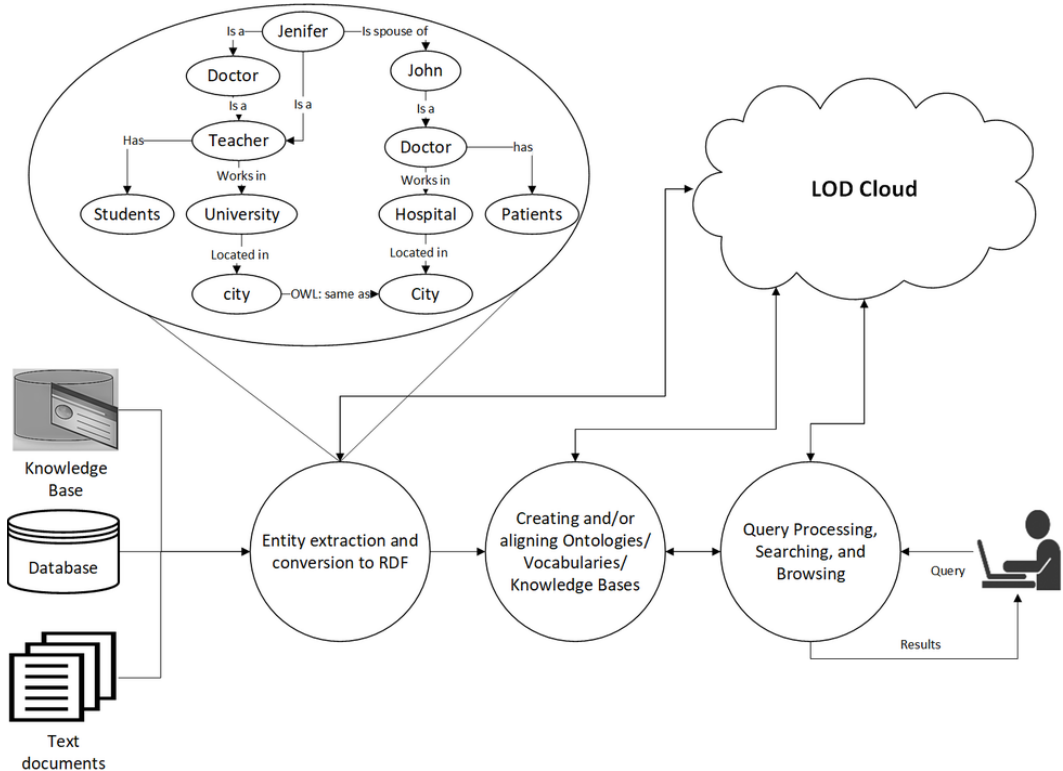 Jenifer
Is a
Is spouse of
Doctor
John
Is a
Is a
Is a
Has
Teacher
Doctor
has
Works in
Works in
Students
University
Hospital
Patients
Located in
Located in
city
OWL: same as
City
LOD Cloud
Knowledge
Base
Database
Text
documents
Entity extraction and
conversion to RDF
Creating and/or
aligning Ontologies/
Vocabularies/
Knowledge Bases
Query Processing,
Searching, and
Browsing
Query
Results